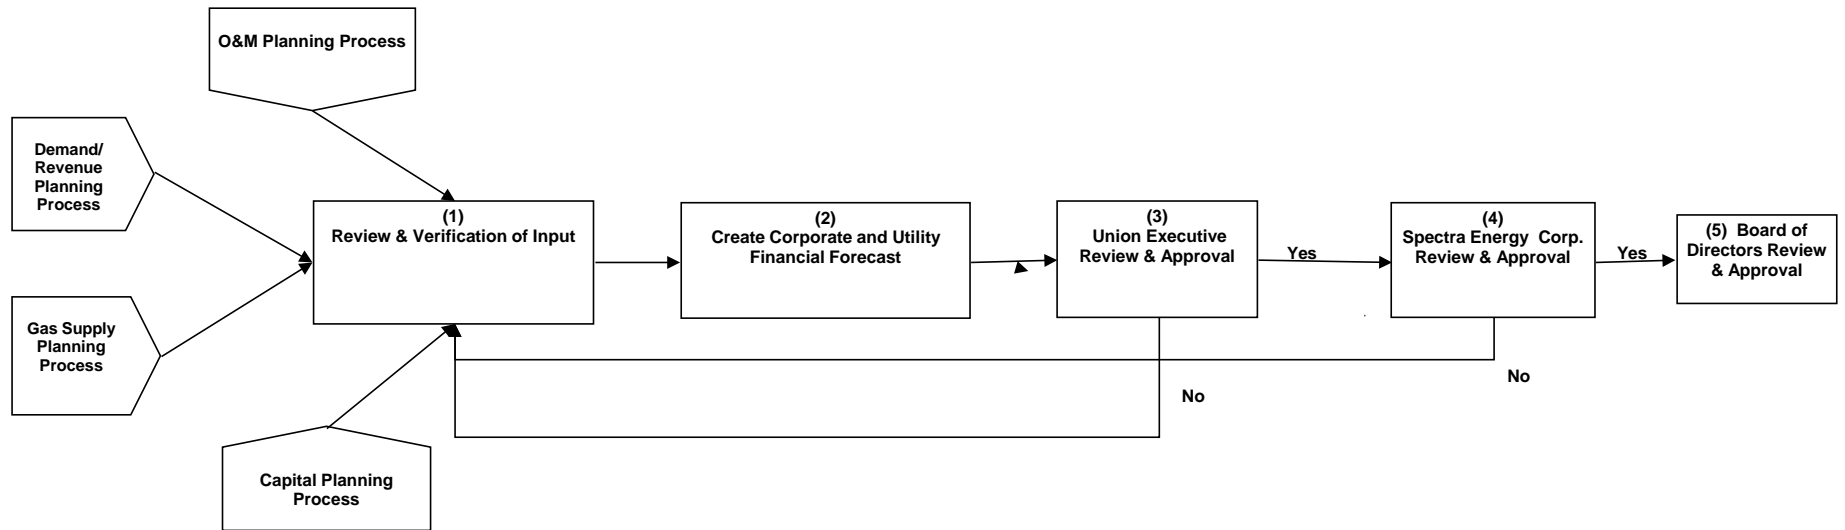 O&M Planning Process
Demand/
Revenue
Planning
Process
Gas Supply
Planning
Process
Capital Planning
Process
(1)
Review & Verification of Input
(2)
Create Corporate and Utility
Financial Forecast
(3)
Union Executive
Review & Approval
Yes
No
(4)
Spectra Energy Corp.
Review & Approval
Yes
No
(5) Board of
Directors Review
& Approval